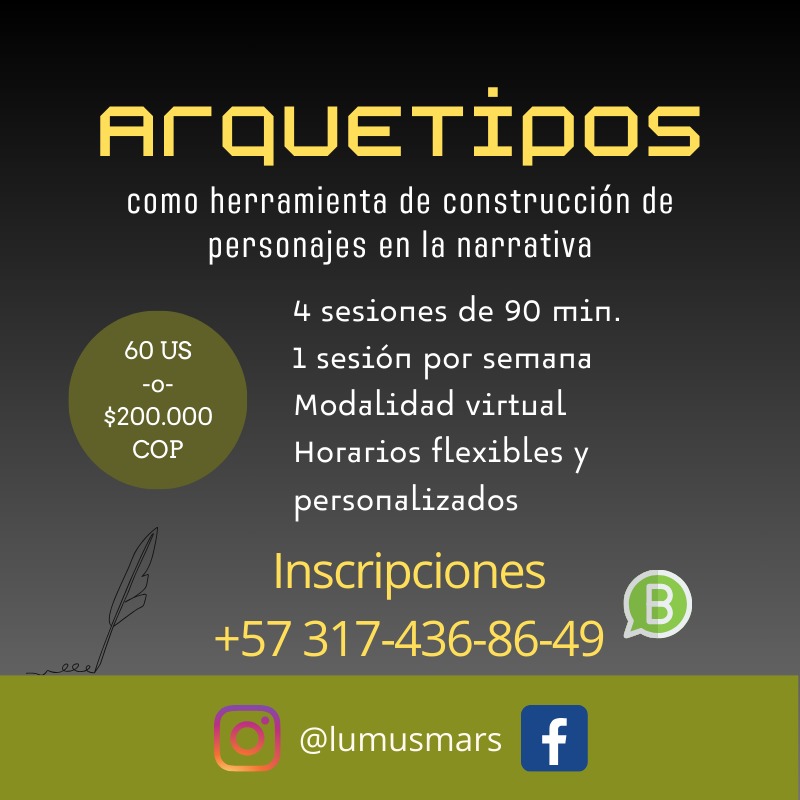 Arquetipos
como herramienta de construcción de
personajes en la narrativa
60 US
-o-
$200.000
COP
4 sesiones de 90 min.
1 sesión por semana
Modalidad virtual
Horarios flexibles y
personalizados
Inscripciones
+57 317-436-86-49
B
@lumusmars
f